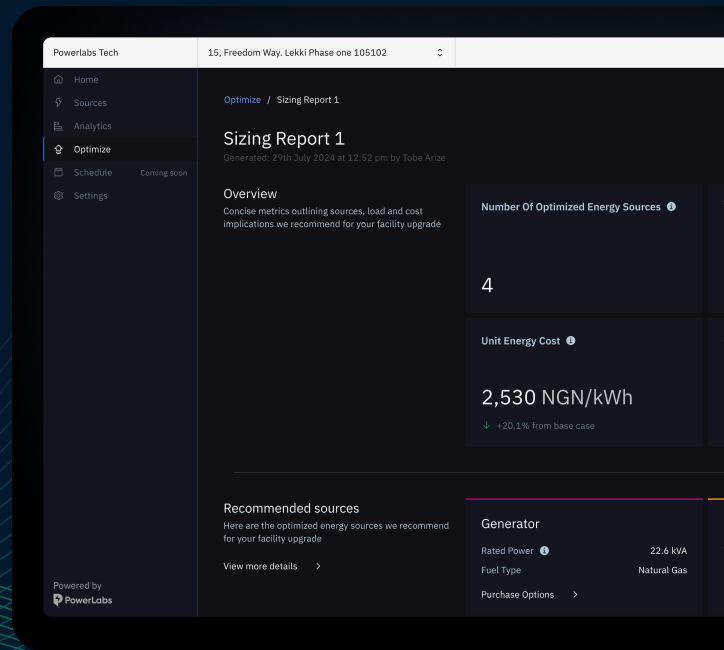 Powerlabs Tech
15, Freedom Way. Lekki Phase one 105102
Home
Sources
Analytics
Optimize
Schedule Coming soon
Settings
Optimize / Sizing Report 1
Sizing Report 1
Generated: 29th July 2024 at 12:52 pm by Tobe Arize
Overview
Concise metrics outlining sources, load and cost
implications we recommend for your facility upgrade
Number Of Optimized Energy Sources
4
Unit Energy Cost
2,530 NGN/kWh
+20.1% from base case
Recommended sources
Here are the optimized energy sources we recommend
for your facility upgrade
View more details
Generator
Rated Power 22.6 kVA
Fuel Type Natural Gas
Purchase Options
Powered by
PowerLabs